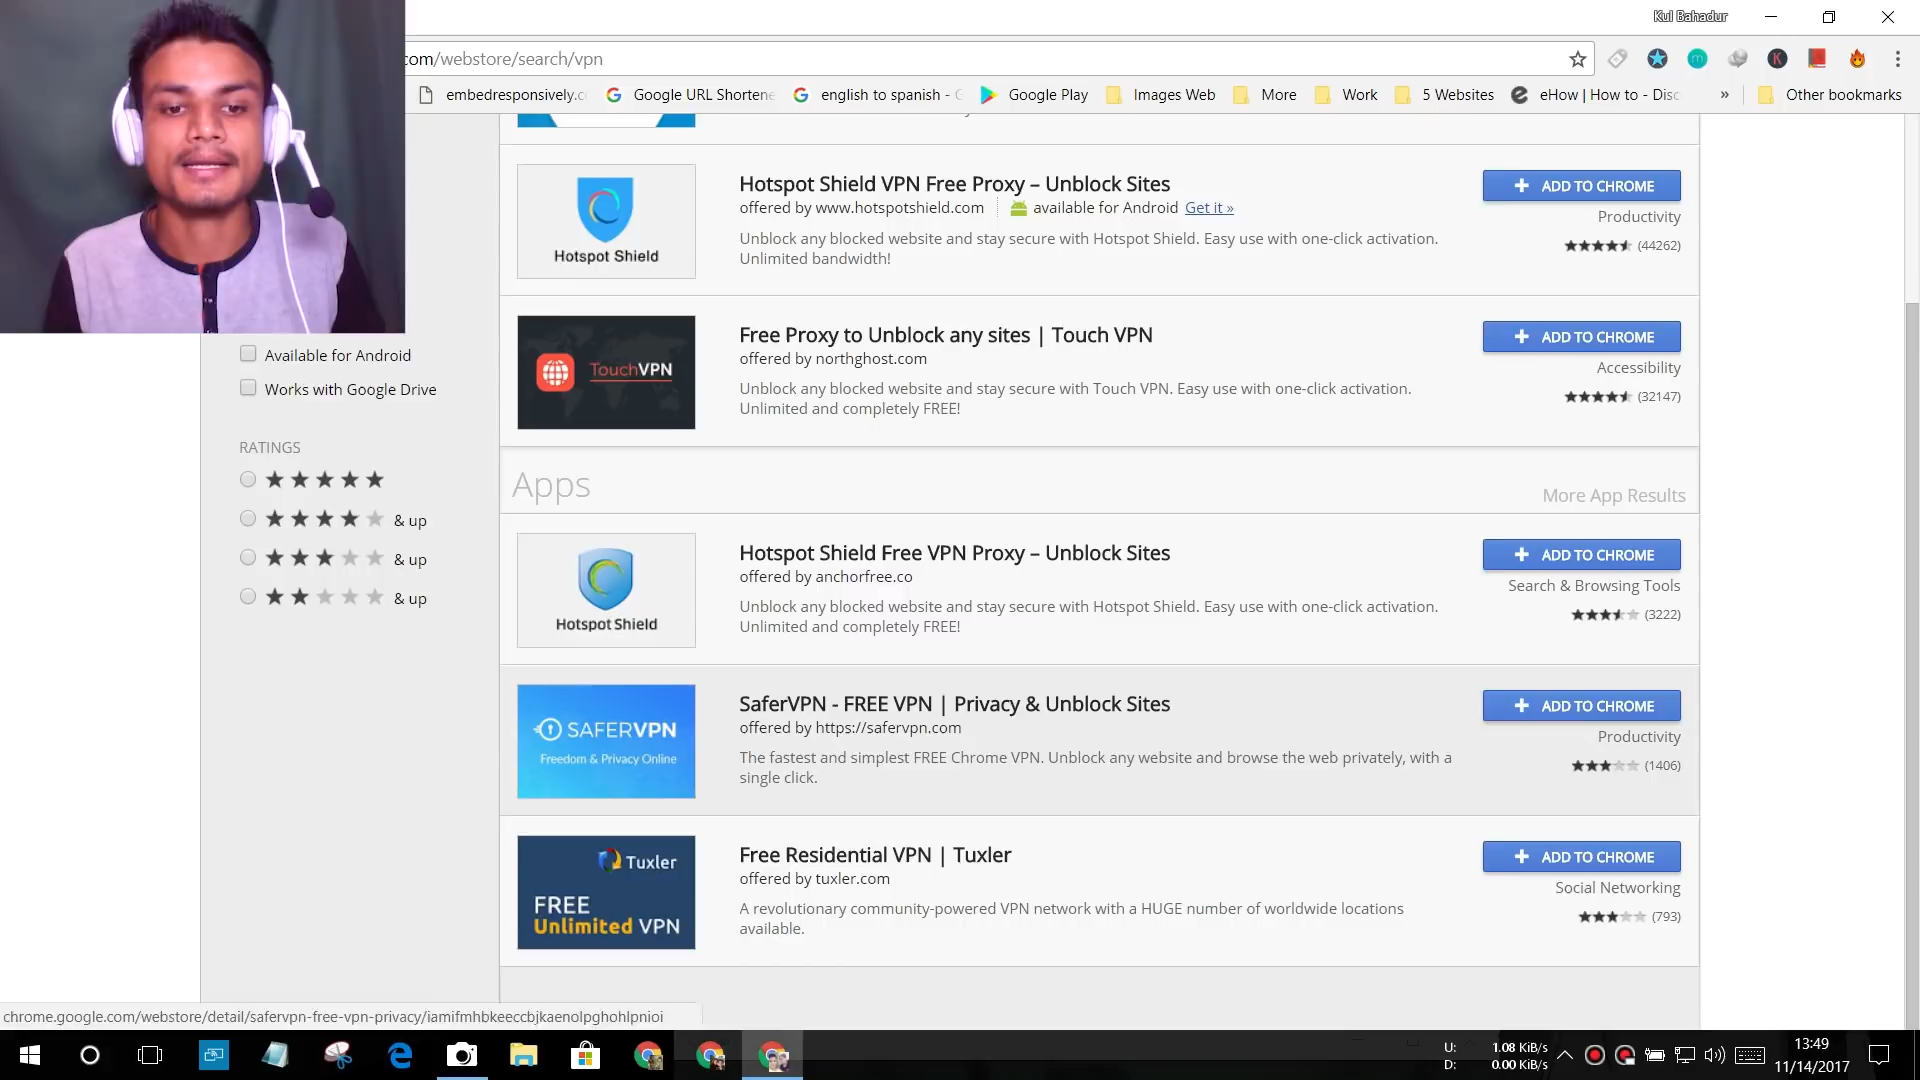 Kul Bahadur
com/webstore/search/vpn
embedresponsively.c
Google URL Shortene
english to spanish - G
Google Play
Images Web
More
Work
5 Websites
eHow | How to - Disc
»
Other bookmarks
Hotspot Shield
Hotspot Shield VPN Free Proxy – Unblock Sites
offered by www.hotspotshield.com
available for Android Get it »
Unblock any blocked website and stay secure with Hotspot Shield. Easy use with one-click activation.
Unlimited bandwidth!
ADD TO CHROME
Productivity
(44262)
TouchVPN
Free Proxy to Unblock any sites | Touch VPN
offered by northghost.com
Unblock any blocked website and stay secure with Touch VPN. Easy use with one-click activation.
Unlimited and completely FREE!
ADD TO CHROME
Accessibility
(32147)
Available for Android
Works with Google Drive
RATINGS
& up
& up
& up
Apps
More App Results
Hotspot Shield
Hotspot Shield Free VPN Proxy – Unblock Sites
offered by anchorfree.co
Unblock any blocked website and stay secure with Hotspot Shield. Easy use with one-click activation.
Unlimited and completely FREE!
ADD TO CHROME
Search & Browsing Tools
(3222)
SAFERVPN
Freedom & Privacy Online
SaferVPN - FREE VPN | Privacy & Unblock Sites
offered by https://safervpn.com
The fastest and simplest FREE Chrome VPN. Unblock any website and browse the web privately, with a
single click.
ADD TO CHROME
Productivity
(1406)
Tuxler
FREE
Unlimited VPN
Free Residential VPN | Tuxler
offered by tuxler.com
A revolutionary community-powered VPN network with a HUGE number of worldwide locations
available.
ADD TO CHROME
Social Networking
(793)
chrome.google.com/webstore/detail/safervpn-free-vpn-privacy/iamifmhbkeeccbjkaenolpghohlpnioi
U: 1.08 KiB/s
D: 0.00 KiB/s
13:49
11/14/2017